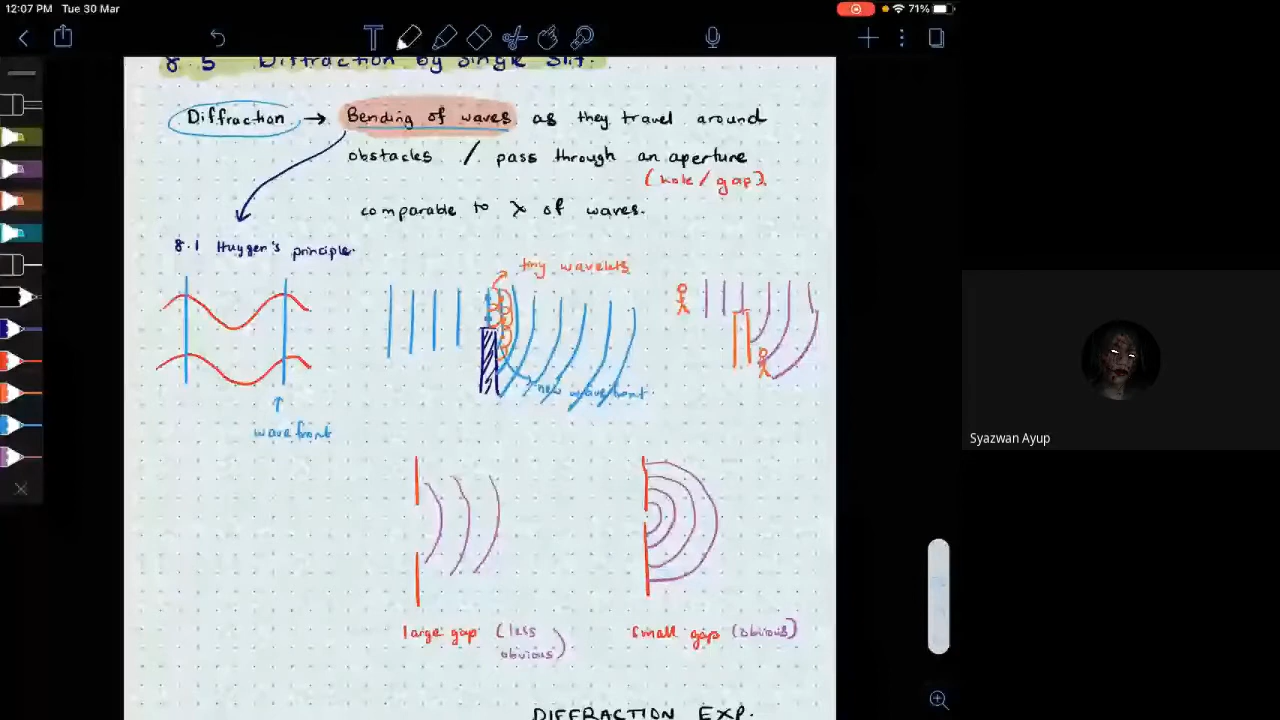 12:07 PM Tue 30 Mar
71%
8.5 Diffraction by Single Slit.
Diffraction → Bending of waves as they travel around
obstacles / pass through an aperture
(hole / gap).
comparable to λ of waves.
8.1 Huygen's principle.
tiny wavelets
new wavefront.
wavefront
Syazwan Ayup
large gap (less obvious)
small gap (obvious)
DIFFRACTION EXP.